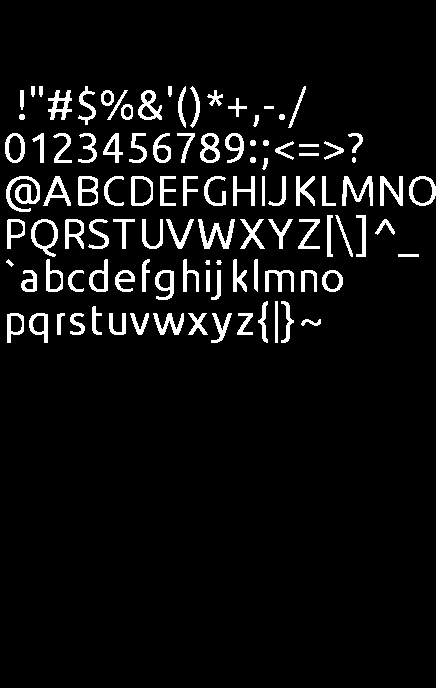 !"#$%&'()*+,-./
0123456789:;<=>?
@ABCDEFGHIJKLMNO
PQRSTUVWXYZ[\]^_
`abcdefghijklmno
pqrstuvwxyz{|}~